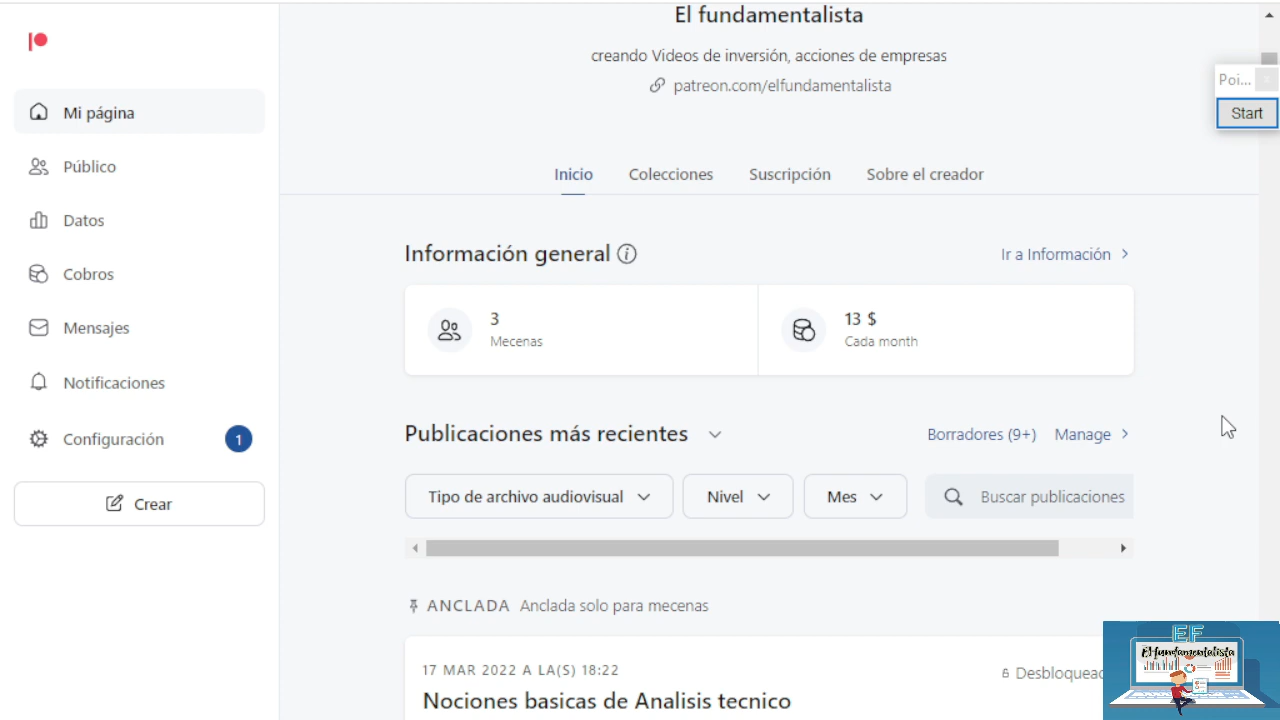 El fundamentalista
creando Videos de inversión, acciones de empresas
patreon.com/elfundamentalista
Poi...
Start
Mi página
Público
Datos
Cobros
Mensajes
Notificaciones
Configuración 1
Crear
Inicio Colecciones Suscripción Sobre el creador
Información general Ir a Información
3
Mecenas
13 $
Cada month
Publicaciones más recientes Borradores (9+) Manage
Tipo de archivo audiovisual Nivel Mes Buscar publicaciones
ANCLADA Anclada solo para mecenas
17 MAR 2022 A LA(S) 18:22 Desbloquead
Nociones basicas de Analisis tecnico
EF
El fundamentalista